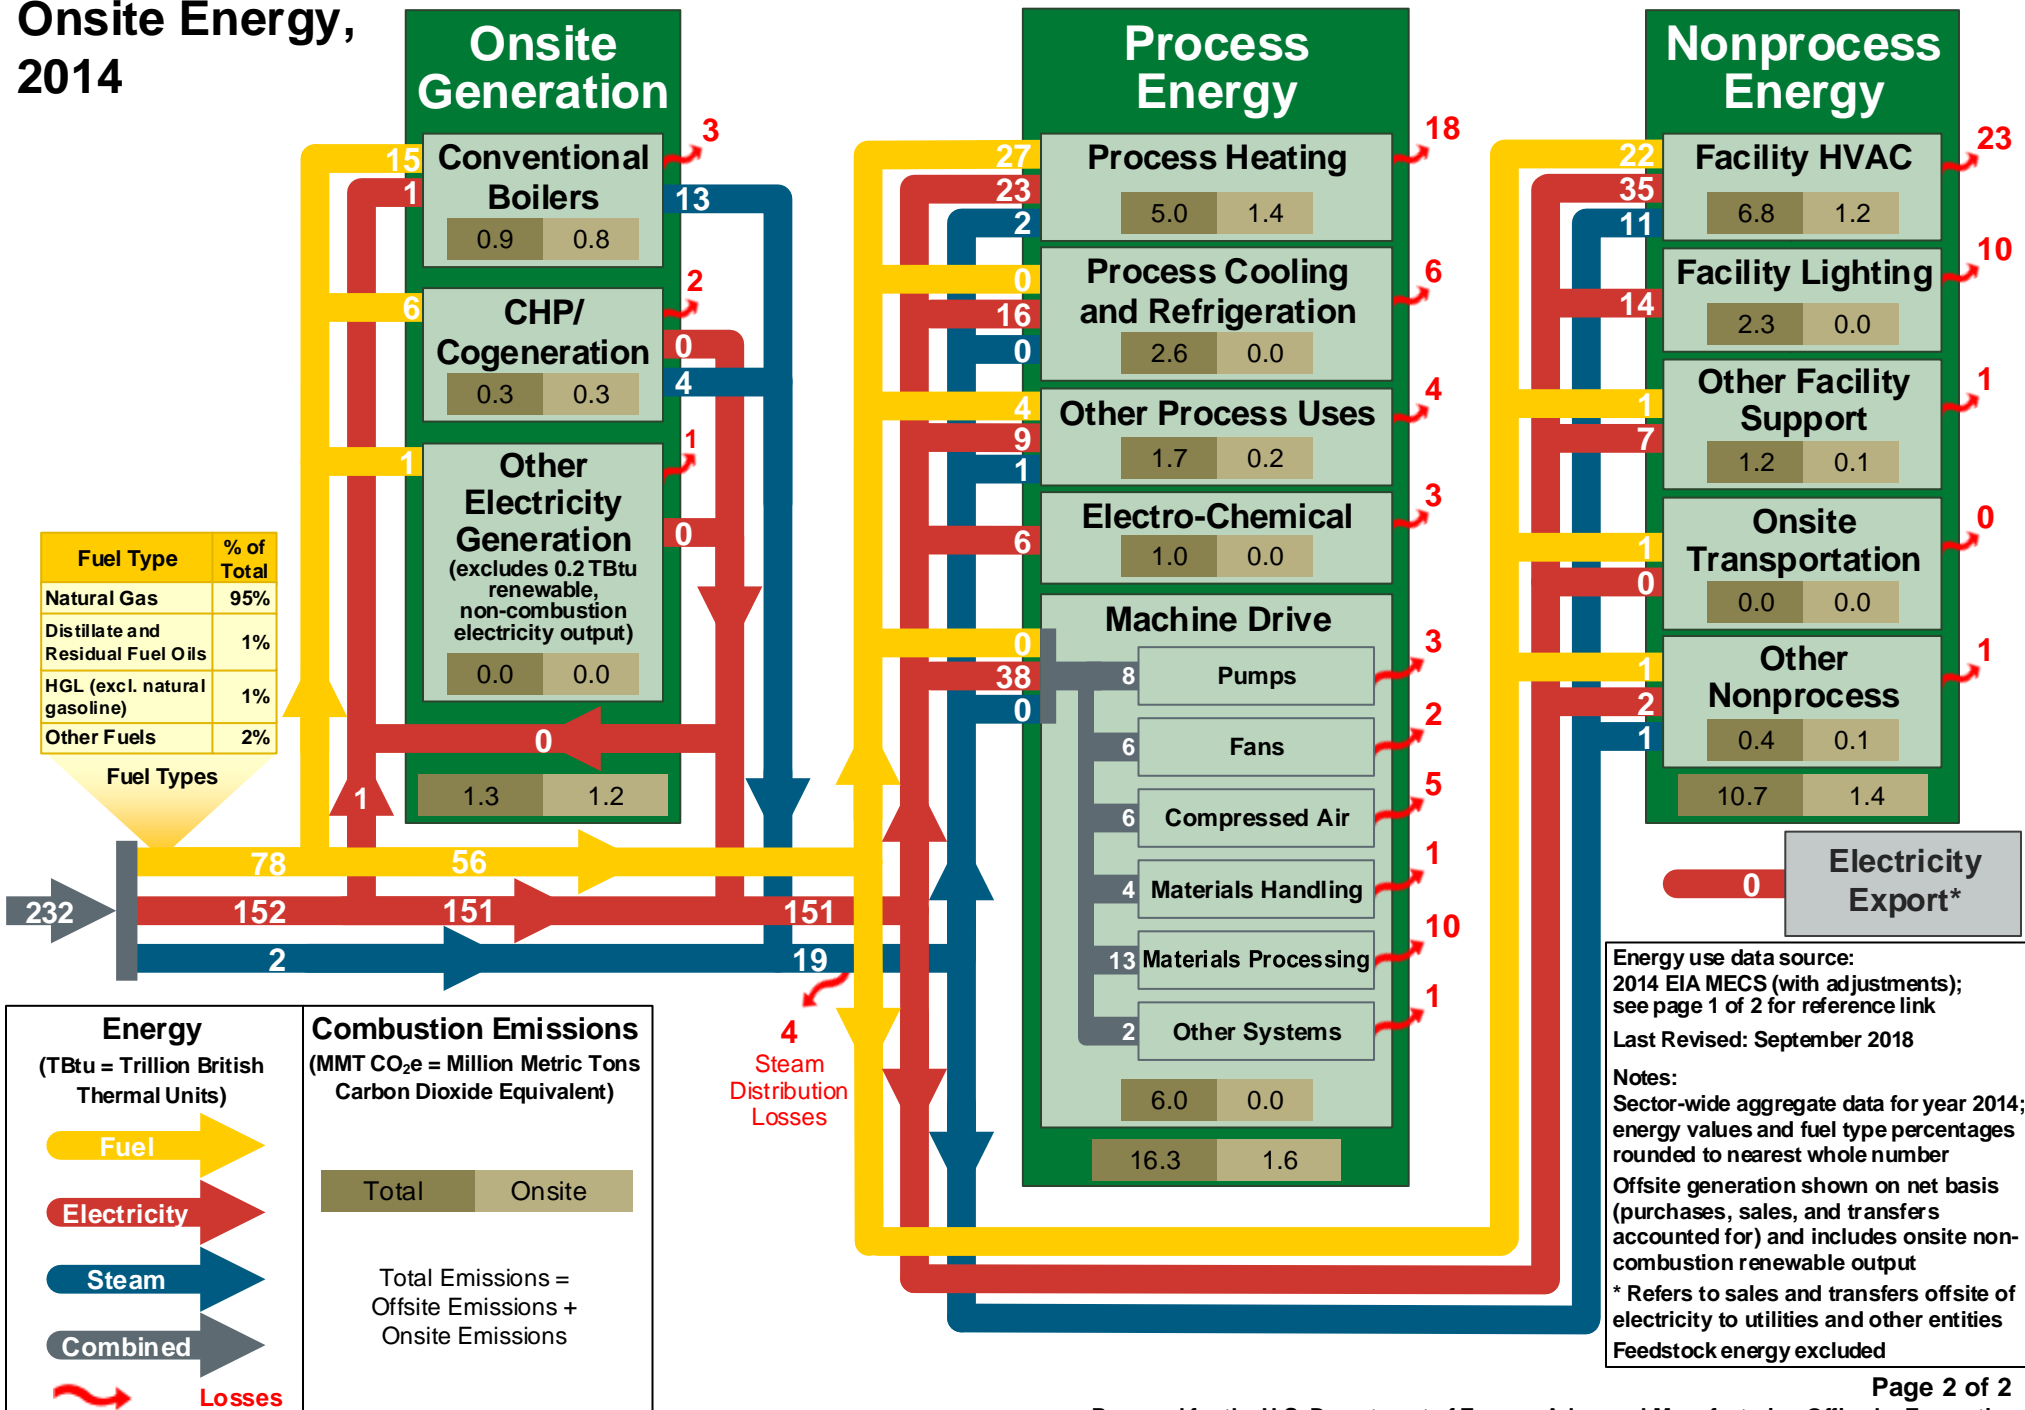 Onsite Energy,
2014
Onsite
Generation
Conventional
Boilers
0.9 0.8
15
1
3
13
CHP/
Cogeneration
0.3 0.3
6
2
0
4
Other
Electricity
Generation
(excludes 0.2 TBtu
renewable,
non-combustion
electricity output)
0.0 0.0
1
1
0
0
1.3 1.2
1
Fuel Type % of Total
Natural Gas 95%
Distillate and
Residual Fuel Oils 1%
HGL (excl. natural
gasoline) 1%
Other Fuels 2%
Fuel Types
232
78 56
152 151 151
2 19
4
Steam
Distribution
Losses
Process
Energy
27
23
2
Process Heating
5.0 1.4
18
0
16
0
Process Cooling
and Refrigeration
2.6 0.0
6
4
9
1
Other Process Uses
1.7 0.2
4
6
Electro-Chemical
1.0 0.0
3
0
38
0
Machine Drive
8 Pumps 3
6 Fans 2
6 Compressed Air 5
4 Materials Handling 1
13 Materials Processing 10
2 Other Systems 1
6.0 0.0
16.3 1.6
Nonprocess
Energy
22
35
11
Facility HVAC
6.8 1.2
23
14
Facility Lighting
2.3 0.0
10
1
7
Other Facility
Support
1.2 0.1
1
1
0
Onsite
Transportation
0.0 0.0
0
1
2
1
Other
Nonprocess
0.4 0.1
1
10.7 1.4
0
Electricity
Export*
Energy
(TBtu = Trillion British
Thermal Units)
Fuel
Electricity
Steam
Combined
Losses
Combustion Emissions
(MMT CO₂e = Million Metric Tons
Carbon Dioxide Equivalent)
Total Onsite
Total Emissions =
Offsite Emissions +
Onsite Emissions
Energy use data source:
2014 EIA MECS (with adjustments);
see page 1 of 2 for reference link
Last Revised: September 2018
Notes:
Sector-wide aggregate data for year 2014;
energy values and fuel type percentages
rounded to nearest whole number
Offsite generation shown on net basis
(purchases, sales, and transfers
accounted for) and includes onsite non-
combustion renewable output
* Refers to sales and transfers offsite of
electricity to utilities and other entities
Feedstock energy excluded
Page 2 of 2